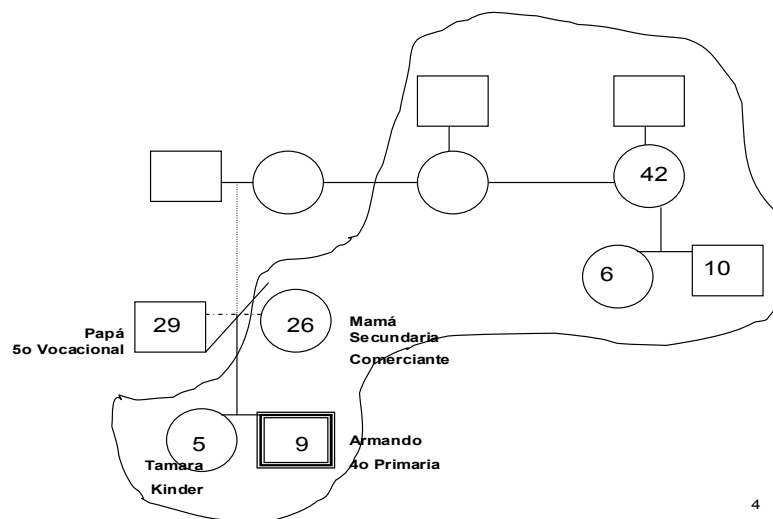 42
6
10
29
26
Papá
5o Vocacional
Mamá
Secundaria
Comerciante
5
9
Tamara
Kinder
Armando
4o Primaria
4